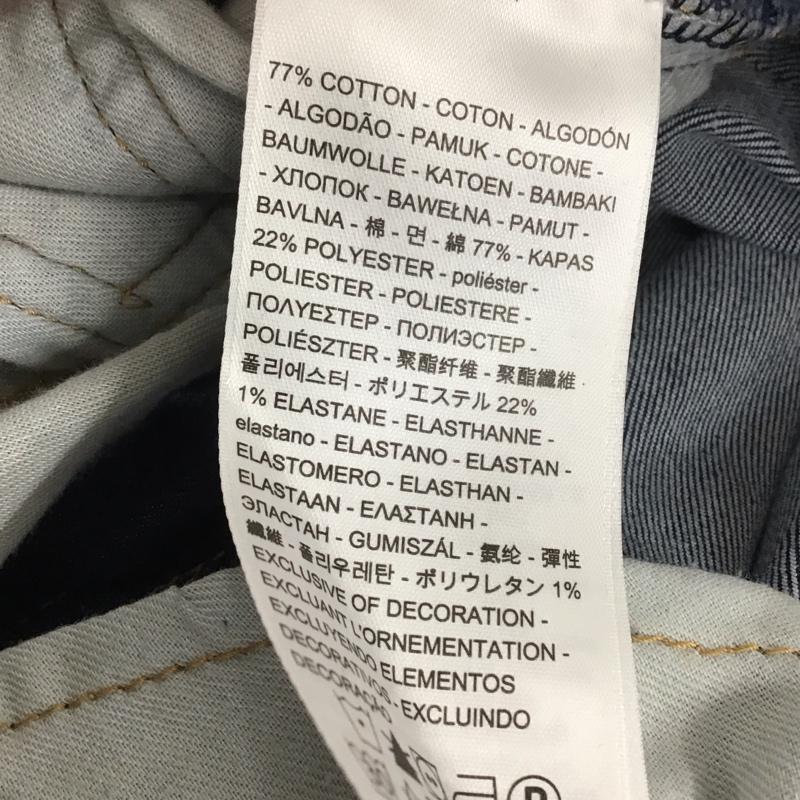 77% COTTON - COTON - ALGODÓN
- ALGODÃO - PAMUK - COTONE -
BAUMWOLLE - KATOEN - BAMBAKI
- ХЛОПОК - BAWEŁNA - PAMUT -
BAVLNA - 棉 - 면 - 綿 77% - KAPAS
22% POLYESTER - poliéster -
POLIESTER - POLIESTERE -
ΠΟΛΥΕΣΤΕΡ - ПОЛИЭСТЕР -
POLIÉSZTER - 聚酯纤维 - 聚酯纖維 -
폴리에스터 - ポリエステル 22%
1% ELASTANE - ELASTHANNE -
elastano - ELASTANO - ELASTAN -
ELASTOMERO - ELASTHAN -
ELASTAAN - ΕΛΑΣΤΑΝΗ -
ЭЛАСТАН - GUMISZÁL - 氨纶 - 彈性
纖維 - 폴리우레탄 - ポリウレタン 1%
EXCLUSIVE OF DECORATION -
EXCLUANT L'ORNEMENTATION -
EXCLUYENDO ELEMENTOS
DECORATIVOS - EXCLUINDO
DECORAÇÃO
P